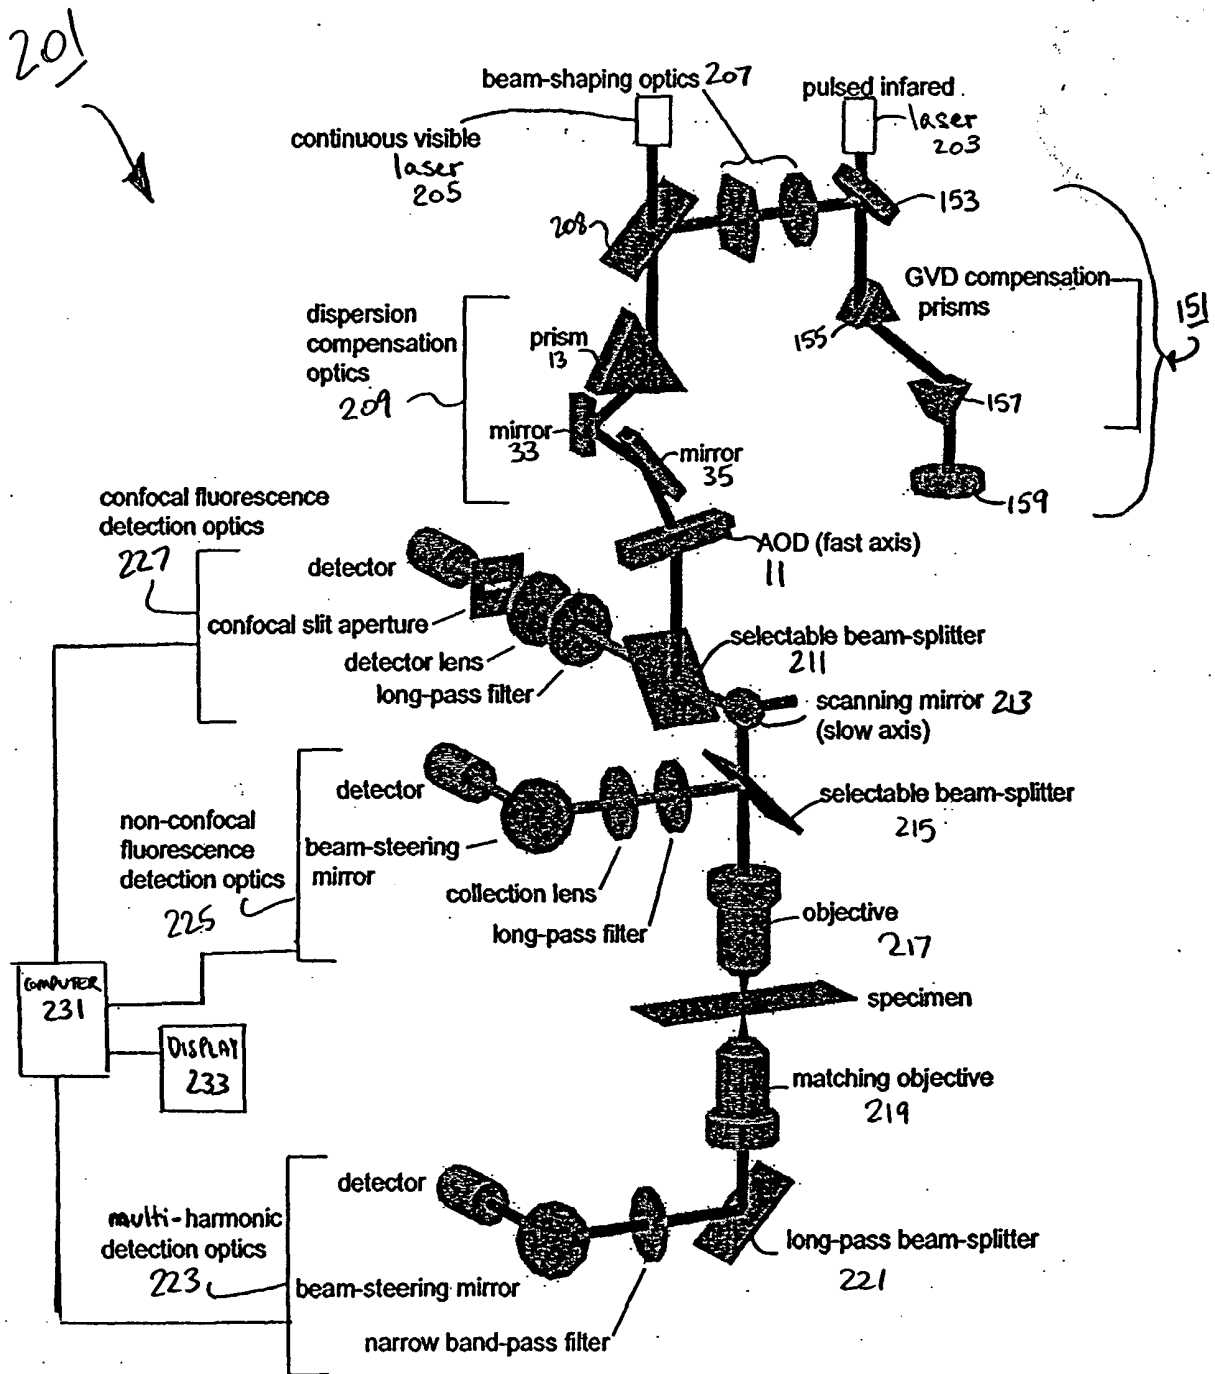 201
beam-shaping optics 207
pulsed infared
laser
203
continuous visible
laser
205
153
208
GVD compensation
prisms
151
dispersion
compensation
optics
209
prism
13
155
157
mirror
33
mirror
35
159
confocal fluorescence
detection optics
227
AOD (fast axis)
11
detector
confocal slit aperture
selectable beam-splitter
211
detector lens
long-pass filter
scanning mirror 213
(slow axis)
detector
selectable beam-splitter
215
non-confocal
fluorescence
detection optics
225
beam-steering
mirror
collection lens
long-pass filter
objective
217
COMPUTER
231
specimen
DISPLAY
233
matching objective
219
detector
multi-harmonic
detection optics
223
long-pass beam-splitter
221
beam-steering mirror
narrow band-pass filter